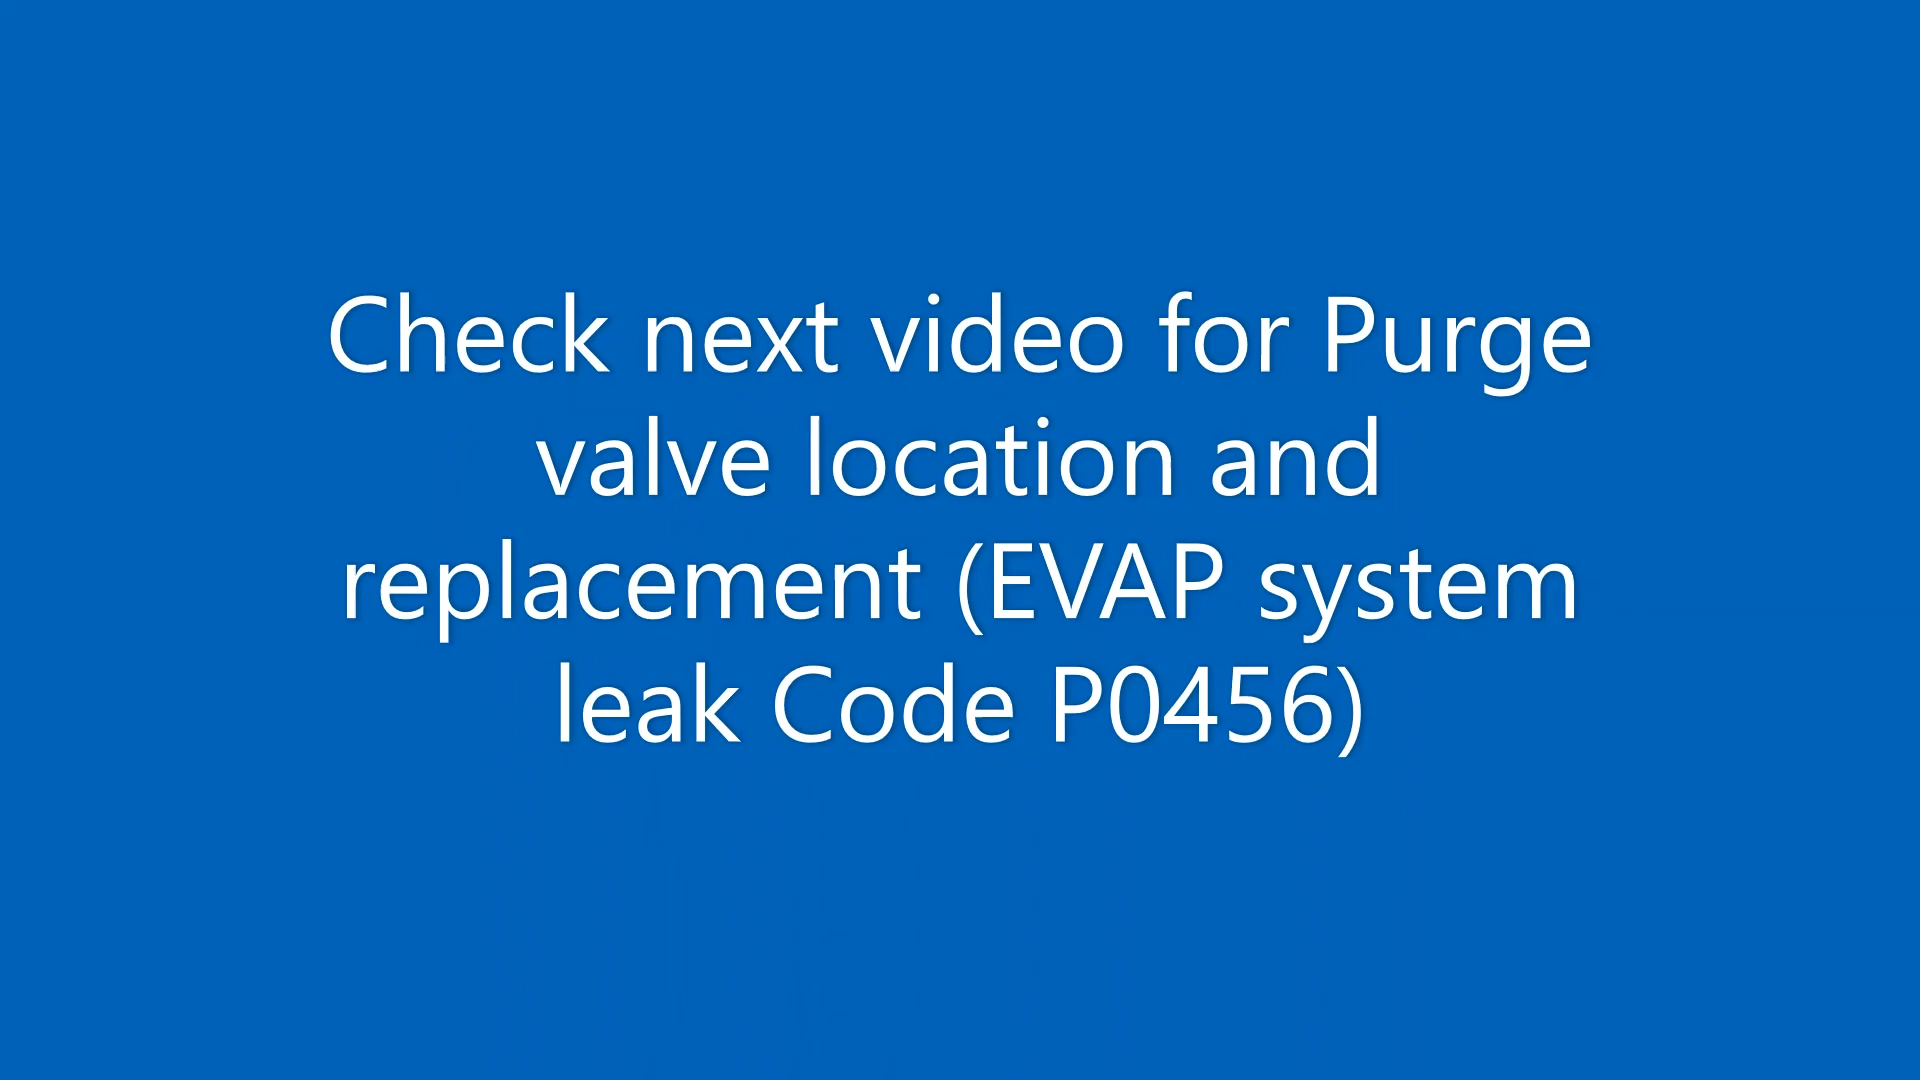 Check next video for Purge
valve location and
replacement (EVAP system
leak Code P0456)